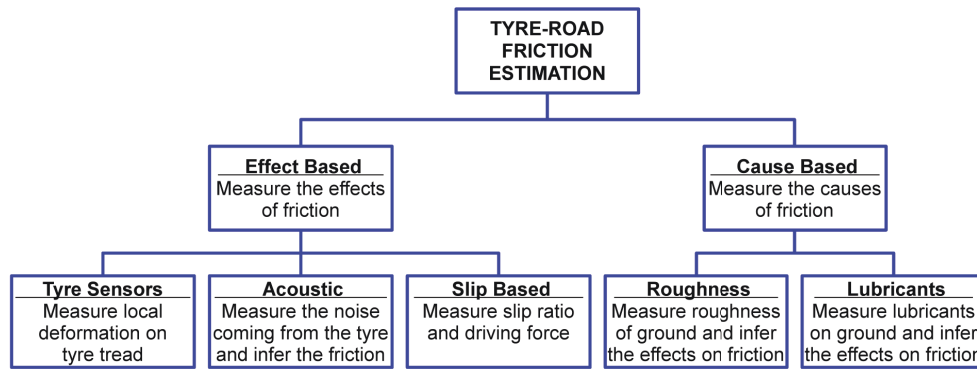 TYRE-ROAD
FRICTION
ESTIMATION
Effect Based
Measure the effects
of friction
Cause Based
Measure the causes
of friction
Tyre Sensors
Measure local
deformation on
tyre tread
Acoustic
Measure the noise
coming from the tyre
and infer the friction
Slip Based
Measure slip ratio
and driving force
Roughness
Measure roughness
of ground and infer
the effects on friction
Lubricants
Measure lubricants
on ground and infer
the effects on friction